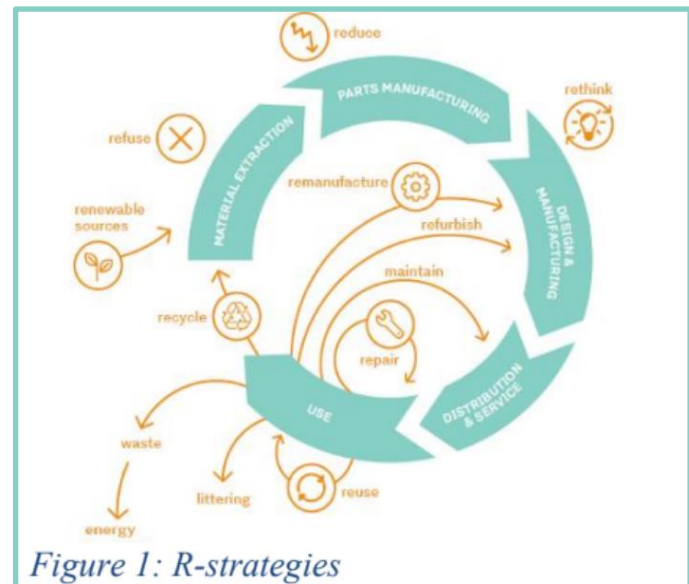 reduce
PARTS MANUFACTURING
rethink
refuse
MATERIAL EXTRACTION
remanufacture
renewable
sources
refurbish
DESIGN &
MANUFACTURING
maintain
recycle
repair
USE
DISTRIBUTION
& SERVICE
waste
littering
reuse
energy
Figure 1: R-strategies